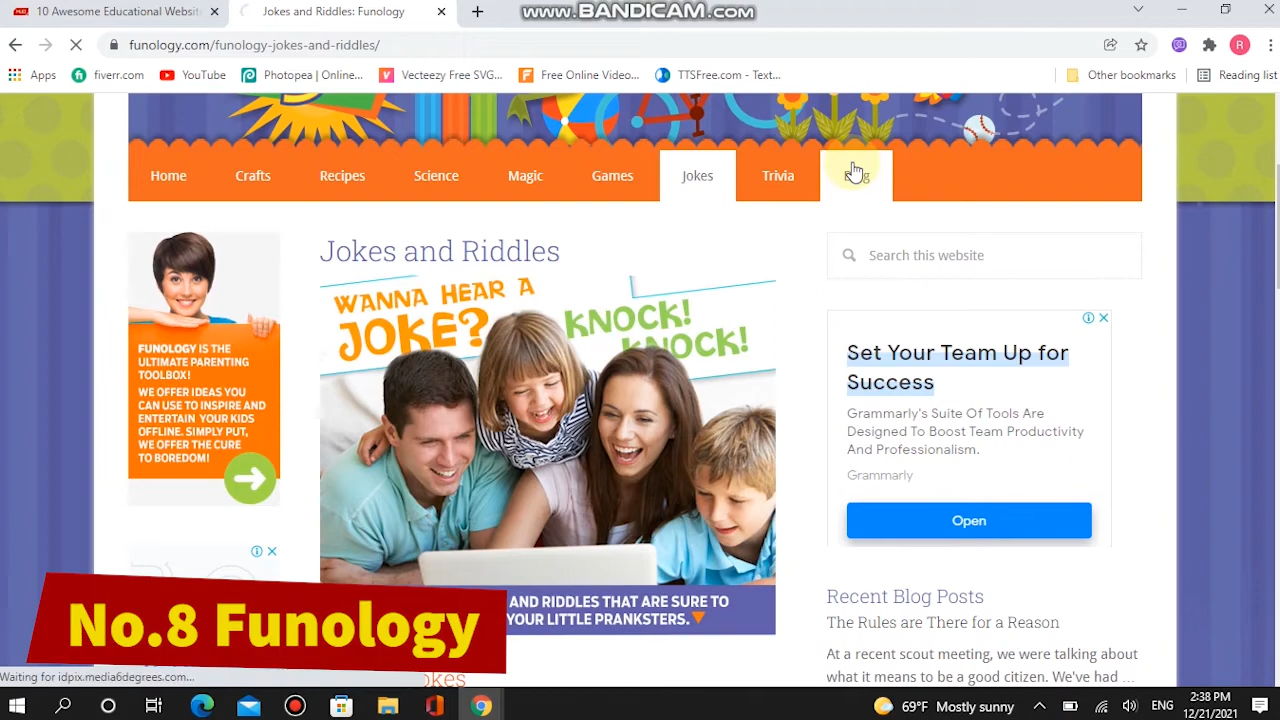 www.BANDICAM.com
10 Awesome Educational Websit
Jokes and Riddles: Funology
funology.com/funology-jokes-and-riddles/
R
Apps
fiverr.com
YouTube
Photopea | Online...
Vecteezy Free SVG...
Free Online Video...
TTSFree.com - Text...
Other bookmarks
Reading list
Home
Crafts
Recipes
Science
Magic
Games
Jokes
Trivia
Blog
FUNOLOGY IS THE
ULTIMATE PARENTING
TOOLBOX!
WE OFFER IDEAS YOU
CAN USE TO INSPIRE AND
ENTERTAIN YOUR KIDS
OFFLINE. SIMPLY PUT,
WE OFFER THE CURE
TO BOREDOM!
Jokes and Riddles
WANNA HEAR A
JOKE?
KNOCK!
KNOCK!
AND RIDDLES THAT ARE SURE TO
YOUR LITTLE PRANKSTERS.
Jokes
Search this website
Set Your Team Up for
Success
Grammarly's Suite Of Tools Are
Designed To Boost Team Productivity
And Professionalism.
Grammarly
Open
Recent Blog Posts
The Rules are There for a Reason
At a recent scout meeting, we were talking about
what it means to be a good citizen. We've had ...
No.8 Funology
Waiting for idpix.media6degrees.com...
69°F Mostly sunny
ENG
2:38 PM
12/21/2021